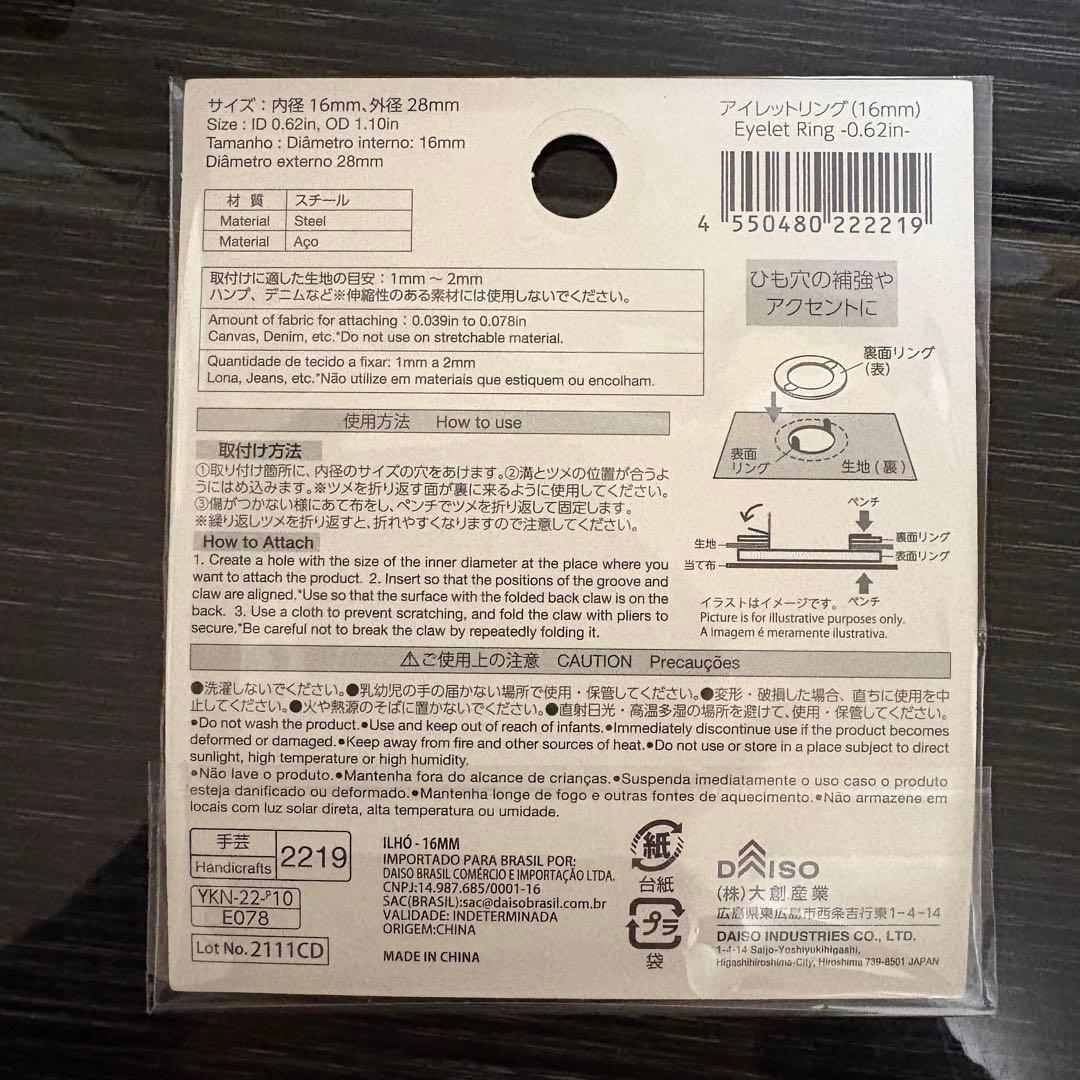 サイズ：内径16mm、外径28mm
Size : ID 0.62in, OD 1.10in
Tamanho : Diâmetro interno: 16mm
Diâmetro externo 28mm
アイレットリング(16mm)
Eyelet Ring -0.62in-
4 550480 222219
材 質 スチール
Material Steel
Material Aço
取付けに適した生地の目安：1mm～2mm
ハンプ、デニムなど※伸縮性のある素材には使用しないでください。
Amount of fabric for attaching：0.039in to 0.078in
Canvas, Denim, etc.*Do not use on stretchable material.
Quantidade de tecido a fixar: 1mm a 2mm
Lona, Jeans, etc.*Não utilize em materiais que estiquem ou encolham.
ひも穴の補強や
アクセントに
裏面リング
(表)
表面
リング
生地(裏)
ペンチ
生地
裏面リング
表面リング
当て布
ペンチ
イラストはイメージです。
Picture is for illustrative purposes only.
A imagem é meramente ilustrativa.
使用方法 How to use
取付け方法
①取り付け箇所に、内径のサイズの穴をあけます。②溝とツメの位置が合うよ
うにはめ込みます。※ツメを折り返す面が裏に来るように使用してください。
③傷がつかない様にあて布をし、ペンチでツメを折り返して固定します。
※繰り返しツメを折り返すと、折れやすくなりますので注意してください。
How to Attach
1. Create a hole with the size of the inner diameter at the place where you
want to attach the product. 2. Insert so that the positions of the groove and
claw are aligned.*Use so that the surface with the folded back claw is on the
back. 3. Use a cloth to prevent scratching, and fold the claw with pliers to
secure.*Be careful not to break the claw by repeatedly folding it.
⚠ご使用上の注意 CAUTION Precauções
●洗濯しないでください。●乳幼児の手の届かない場所で使用・保管してください。●変形・破損した場合、直ちに使用を中
止してください。●火や熱源のそばに置かないでください。●直射日光・高温多湿の場所を避けて、使用・保管してください。
●Do not wash the product.●Use and keep out of reach of infants.●Immediately discontinue use if the product becomes
deformed or damaged.●Keep away from fire and other sources of heat.●Do not use or store in a place subject to direct
sunlight, high temperature or high humidity.
●Não lave o produto.●Mantenha fora do alcance de crianças.●Suspenda imediatamente o uso caso o produto
esteja danificado ou deformado.●Mantenha longe de fogo e outras fontes de aquecimento.●Não armazene em
locais com luz solar direta, alta temperatura ou umidade.
手芸
Handicrafts
2219
YKN-22-P10
E078
Lot No.2111CD
ILHÓ - 16MM
IMPORTADO PARA BRASIL POR:
DAISO BRASIL COMÉRCIO E IMPORTAÇÃO LTDA.
CNPJ:14.987.685/0001-16
SAC(BRASIL):sac@daisobrasil.com.br
VALIDADE: INDETERMINADA
ORIGEM:CHINA
MADE IN CHINA
紙
台紙
プラ
袋
DAISO
(株)大創産業
広島県東広島市西条吉行東1-4-14
DAISO INDUSTRIES CO., LTD.
1-4-14 Saijo-Yoshiyukihigashi,
Higashihiroshima-City, Hiroshima 739-8501 JAPAN